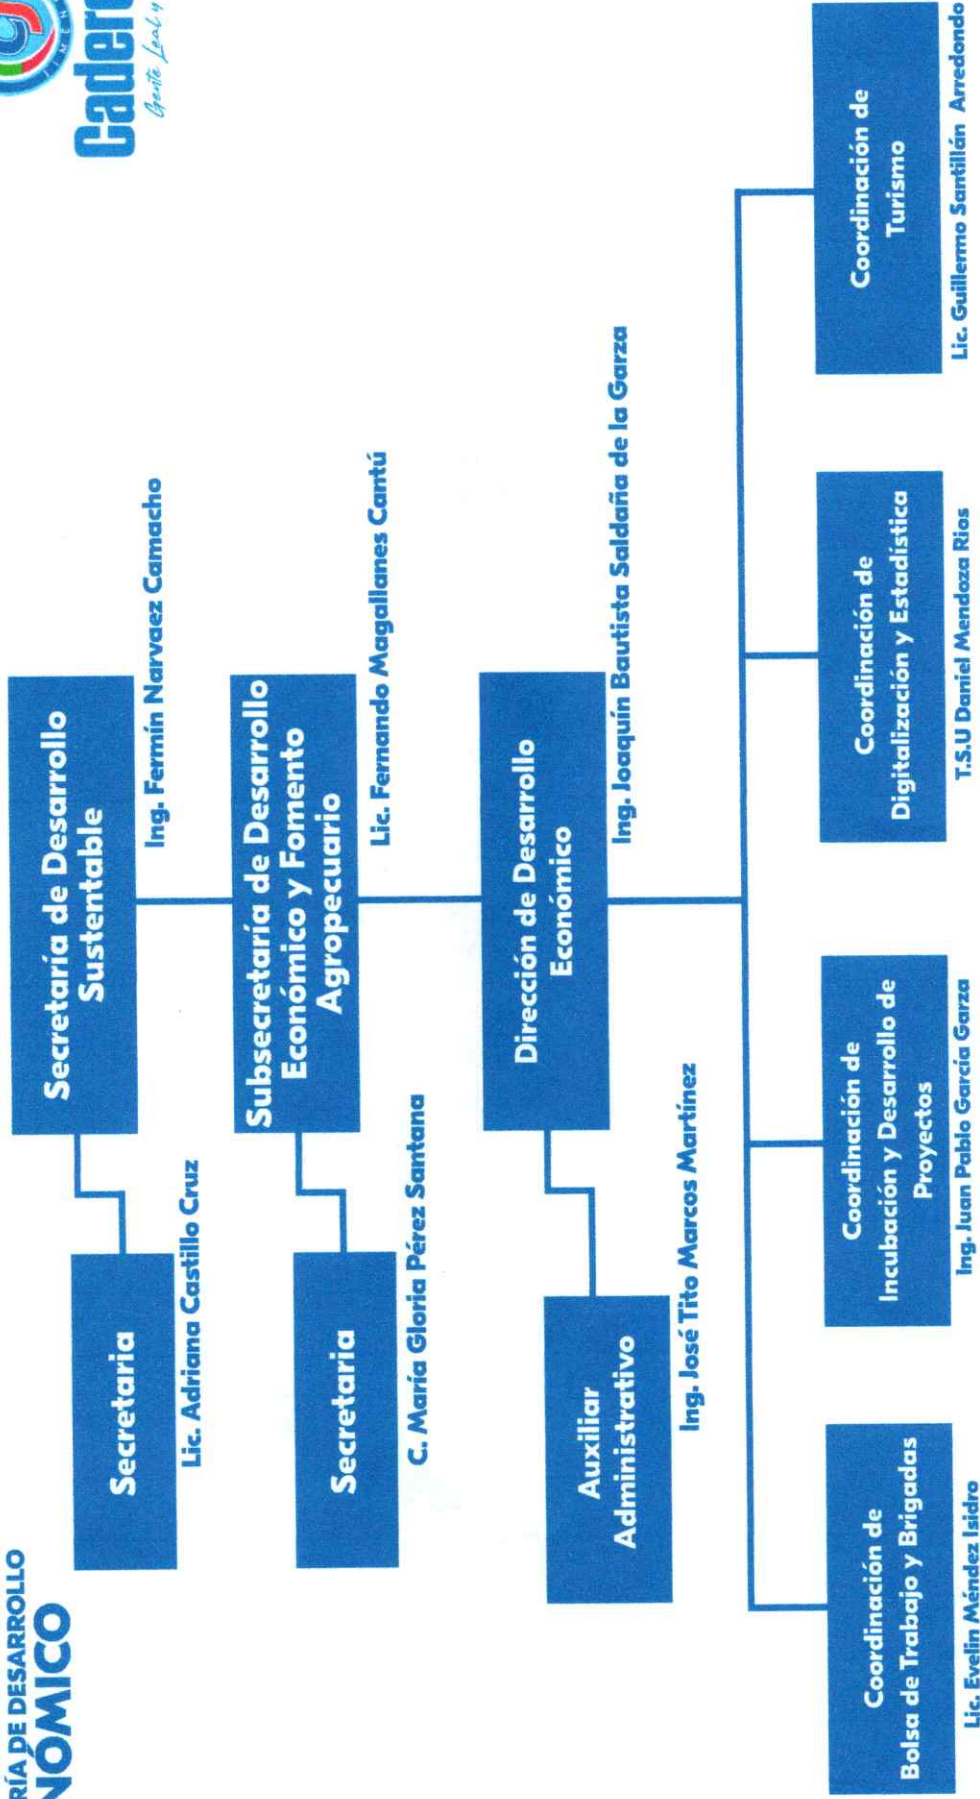 RÍA DE DESARROLLO
NÓMICO
JIMEN
Cadere
Gente Leal y
Secretaría de Desarrollo
Sustentable
Ing. Fermín Narvaez Camacho
Secretaria
Lic. Adriana Castillo Cruz
Subsecretaría de Desarrollo
Económico y Fomento
Agropecuario
Lic. Fernando Magallanes Cantú
Secretaria
C. María Gloria Pérez Santana
Dirección de Desarrollo
Económico
Ing. Joaquín Bautista Saldaña de la Garza
Auxiliar
Administrativo
Ing. José Tito Marcos Martínez
Coordinación de
Bolsa de Trabajo y Brigadas
Lic. Evelin Méndez Isidro
Coordinación de
Incubación y Desarrollo de
Proyectos
Ing. Juan Pablo García Garza
Coordinación de
Digitalización y Estadística
T.S.U Daniel Mendoza Rios
Coordinación de
Turismo
Lic. Guillermo Santillán Arredondo